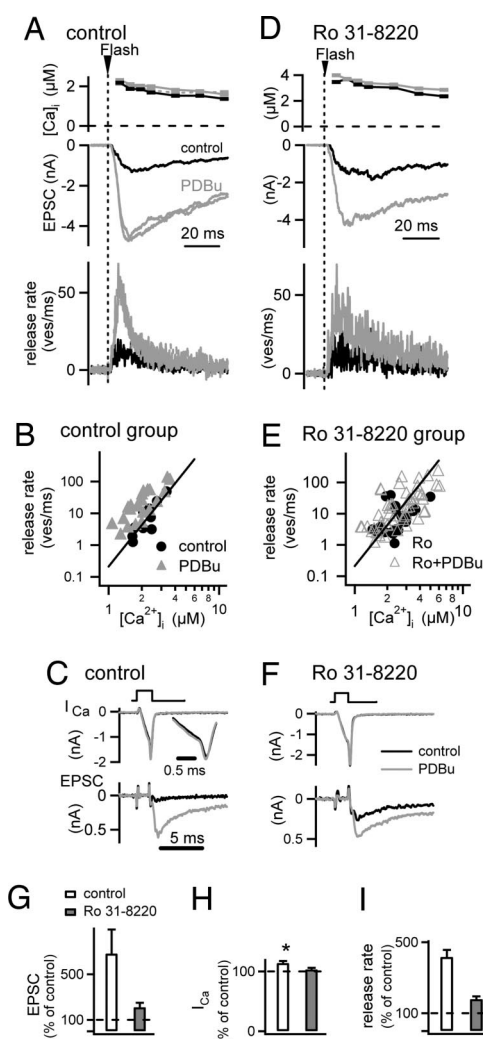 A control
Flash
[Ca]i (µM)
2
0
EPSC (nA)
0
-2
-4
control
PDBu
20 ms
release rate (ves/ms)
50
0
D Ro 31-8220
Flash
(µM)
4
2
0
(nA)
0
-2
-4
20 ms
(ves/ms)
50
0
B control group
release rate (ves/ms)
100
10
1
0.1
control
PDBu
1 2 4 6 8 10
[Ca2+]i (µM)
E Ro 31-8220 group
100
10
1
0.1
Ro
Ro+PDBu
1 2 4 6 8 10
[Ca2+]i (µM)
C control
ICa
(nA)
0
-1
-2
0.5 ms
EPSC
(nA)
0
0.5
5 ms
F Ro 31-8220
(nA)
0
-1
-2
control
PDBu
(nA)
0
0.5
G
control
Ro 31-8220
EPSC (% of control)
500
100
H
*
ICa (% of control)
100
0
I
release rate (% of control)
500
100